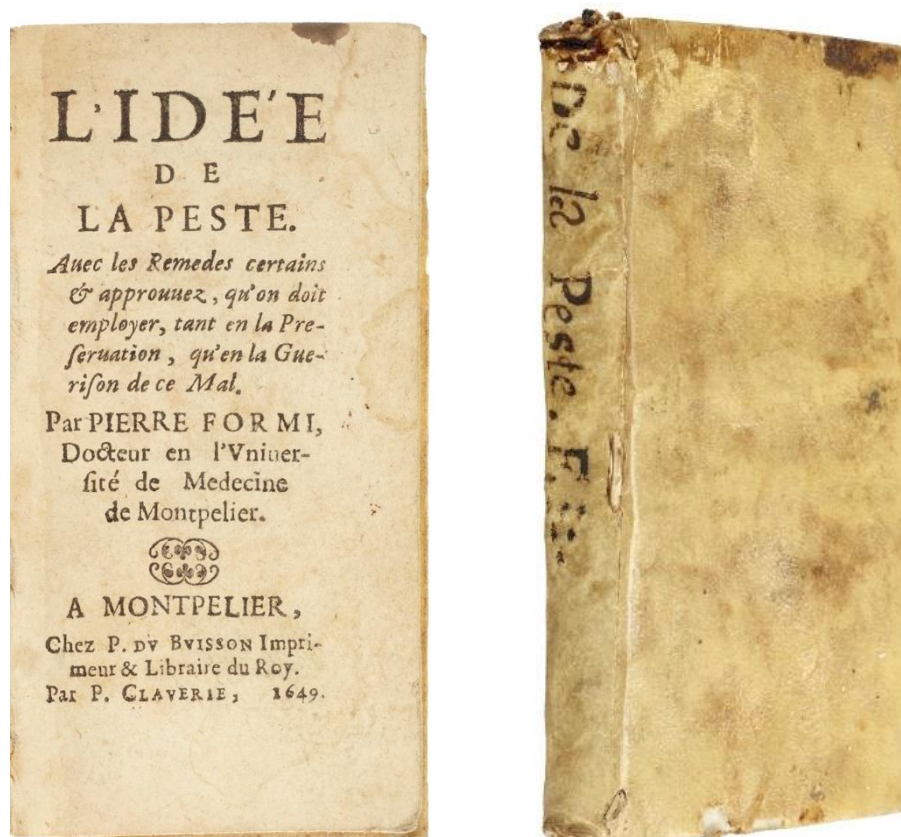 L'IDE'E
DE
LA PESTE.
Auec les Remedes certains
& approuuez, qu'on doit
employer, tant en la Pre-
ſeruation, qu'en la Gue-
riſon de ce Mal.
Par PIERRE FORMI,
Docteur en l'Vniuer-
ſité de Medecine
de Montpelier.
A MONTPELIER,
Chez P. DV BVISSON Impri-
meur & Libraire du Roy.
Par P. CLAVERIE, 1649.
De la Peste.